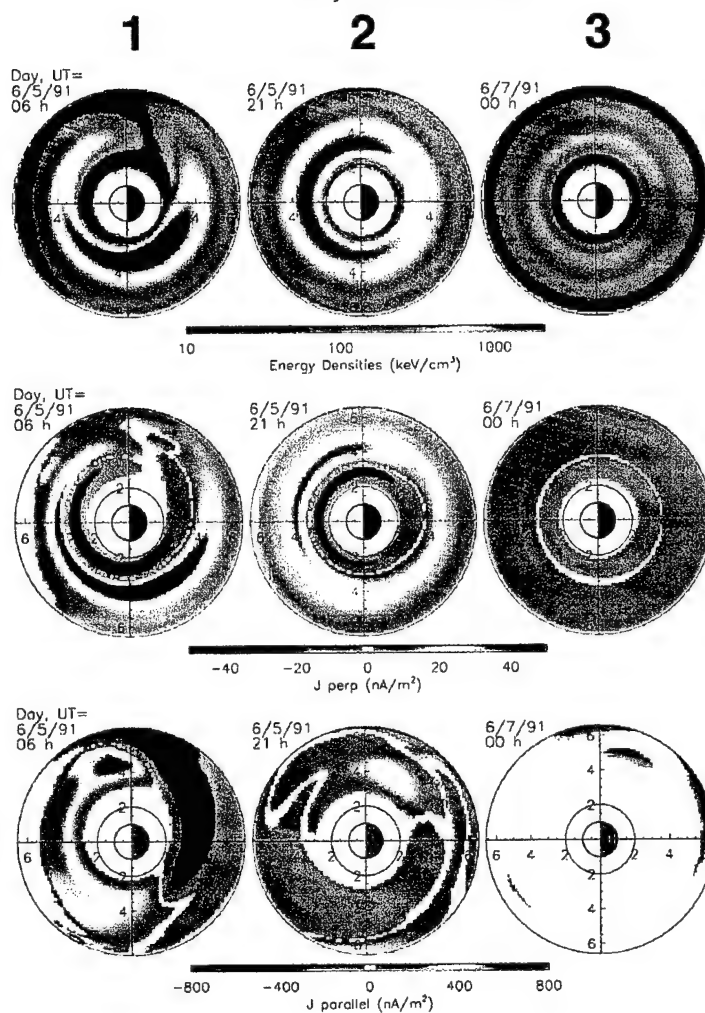 1 2 3
Day, UT=
6/5/91
06 h
6/5/91
21 h
6/7/91
00 h
10 100 1000
Energy Densities (keV/cm³)
Day, UT=
6/5/91
06 h
6/5/91
21 h
6/7/91
00 h
-40 -20 0 20 40
J perp (nA/m²)
Day, UT=
6/5/91
06 h
6/5/91
21 h
6/7/91
00 h
-800 -400 0 400 800
J parallel (nA/m²)